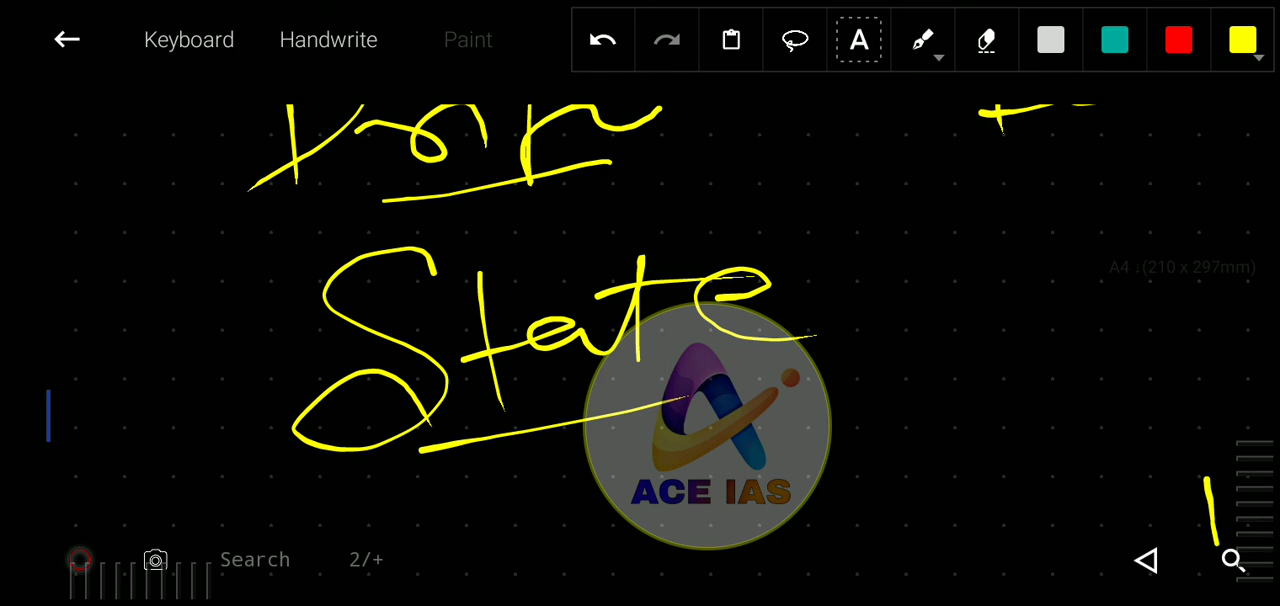 Keyboard Handwrite Paint A
State
A4 ↓(210 x 297mm)
ACE IAS
Search 2/+